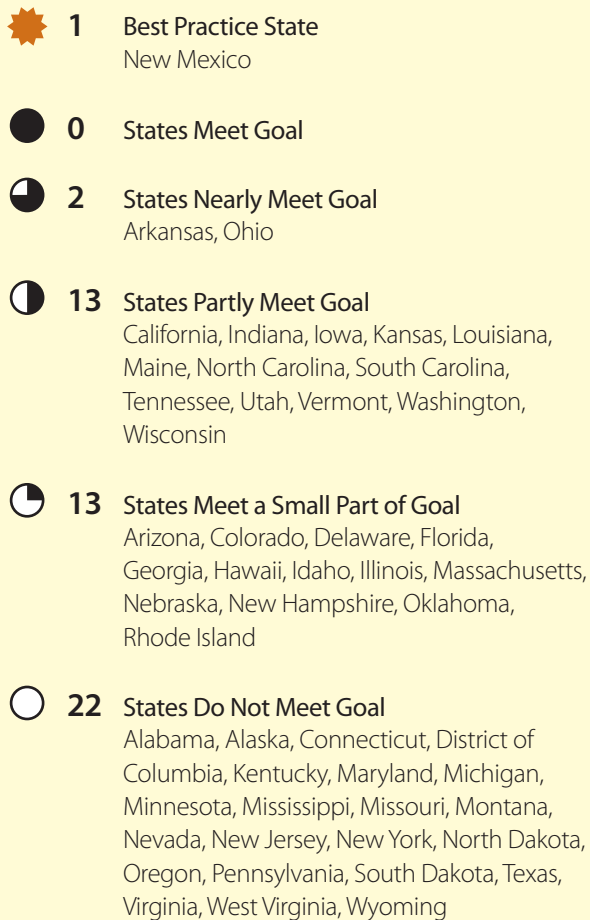 1 Best Practice State
New Mexico
0 States Meet Goal
2 States Nearly Meet Goal
Arkansas, Ohio
13 States Partly Meet Goal
California, Indiana, Iowa, Kansas, Louisiana,
Maine, North Carolina, South Carolina,
Tennessee, Utah, Vermont, Washington,
Wisconsin
13 States Meet a Small Part of Goal
Arizona, Colorado, Delaware, Florida,
Georgia, Hawaii, Idaho, Illinois, Massachusetts,
Nebraska, New Hampshire, Oklahoma,
Rhode Island
22 States Do Not Meet Goal
Alabama, Alaska, Connecticut, District of
Columbia, Kentucky, Maryland, Michigan,
Minnesota, Mississippi, Missouri, Montana,
Nevada, New Jersey, New York, North Dakota,
Oregon, Pennsylvania, South Dakota, Texas,
Virginia, West Virginia, Wyoming